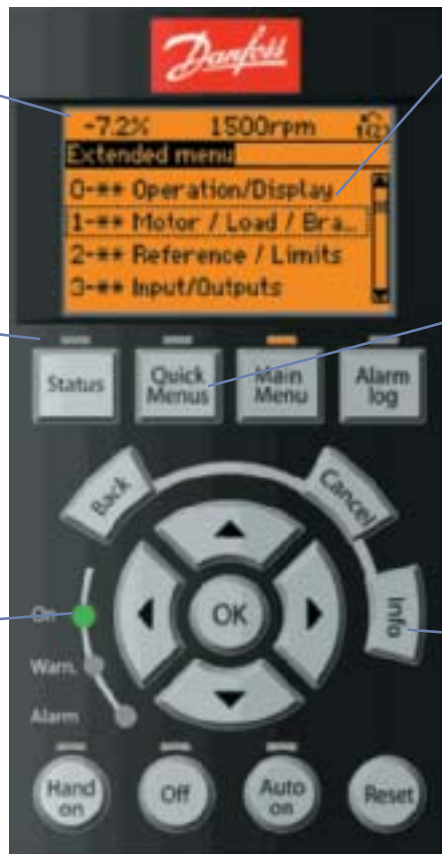 Danfoss
-7.2% 1500rpm 1(2)
Extended menu
0-** Operation/Display
1-** Motor / Load / Bra...
2-** Reference / Limits
3-** Input/Outputs
Status
Quick Menus
Main Menu
Alarm log
Back
Cancel
Info
OK
On
Warn.
Alarm
Hand on
Off
Auto on
Reset